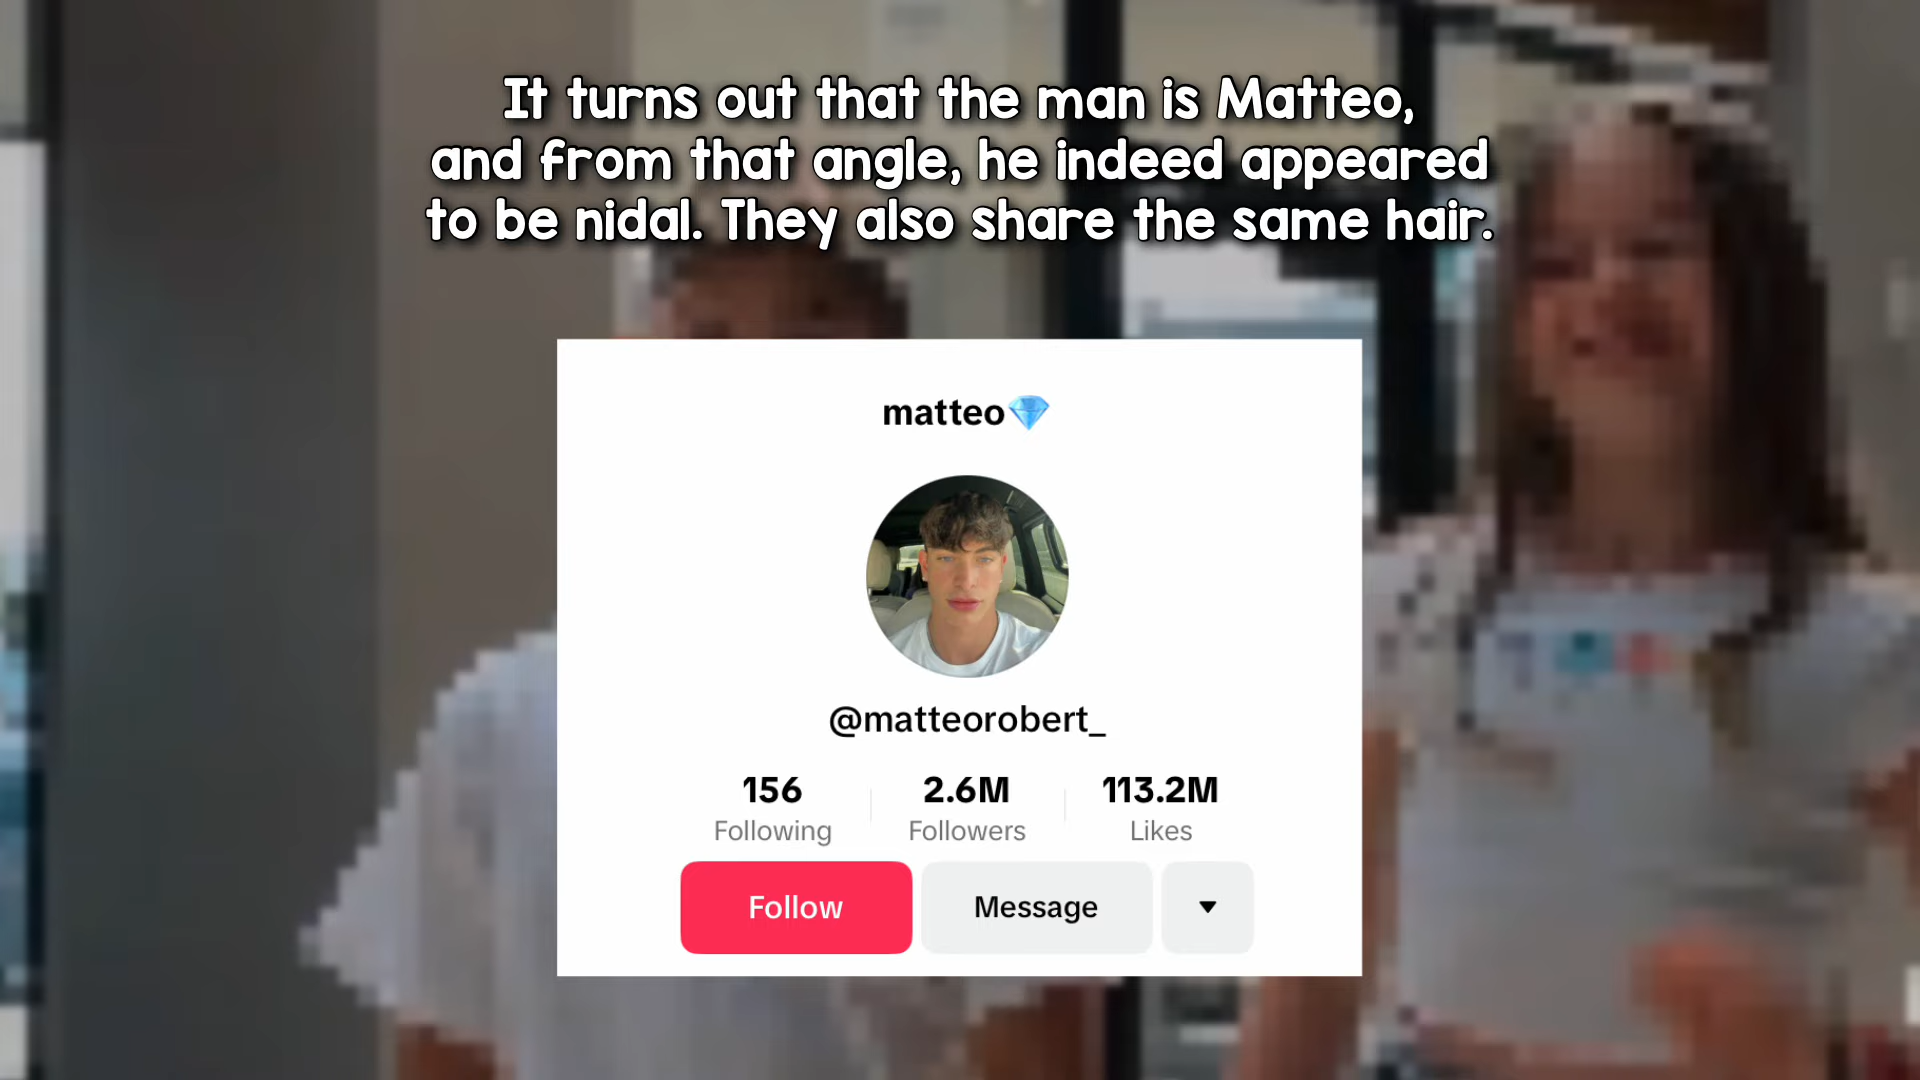 It turns out that the man is Matteo,
and from that angle, he indeed appeared
to be nidal. They also share the same hair.
matteo💎
@matteorobert_
156 2.6M 113.2M
Following Followers Likes
Follow Message